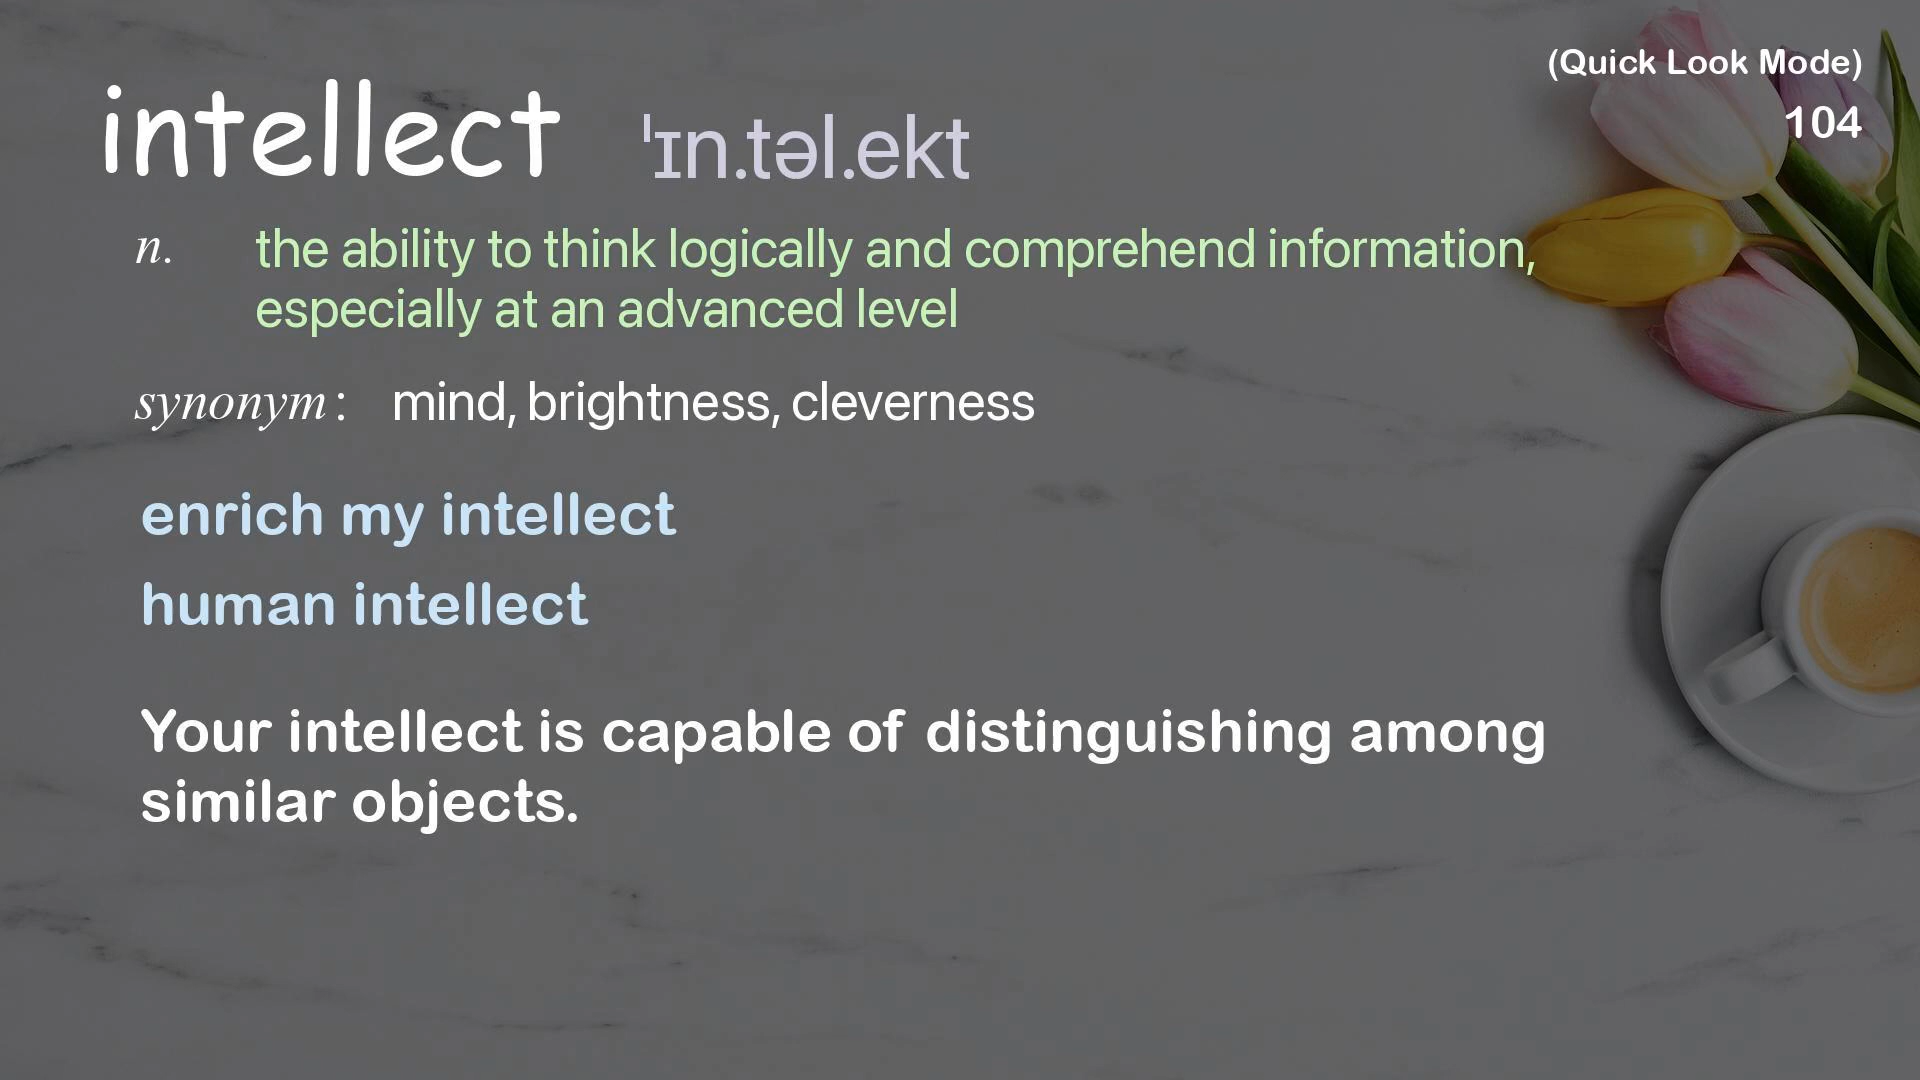 (Quick Look Mode)
104
intellect ˈɪn.təl.ekt
n. the ability to think logically and comprehend information,
especially at an advanced level
synonym: mind, brightness, cleverness
enrich my intellect
human intellect
Your intellect is capable of distinguishing among
similar objects.